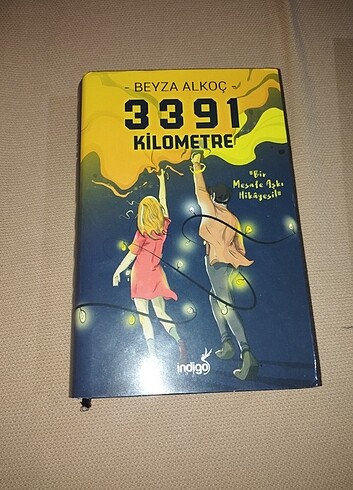 - BEYZA ALKOÇ -
3391
KİLOMETRE
"Bir
Mesafe Aşkı
Hikâyesi!"
indigo